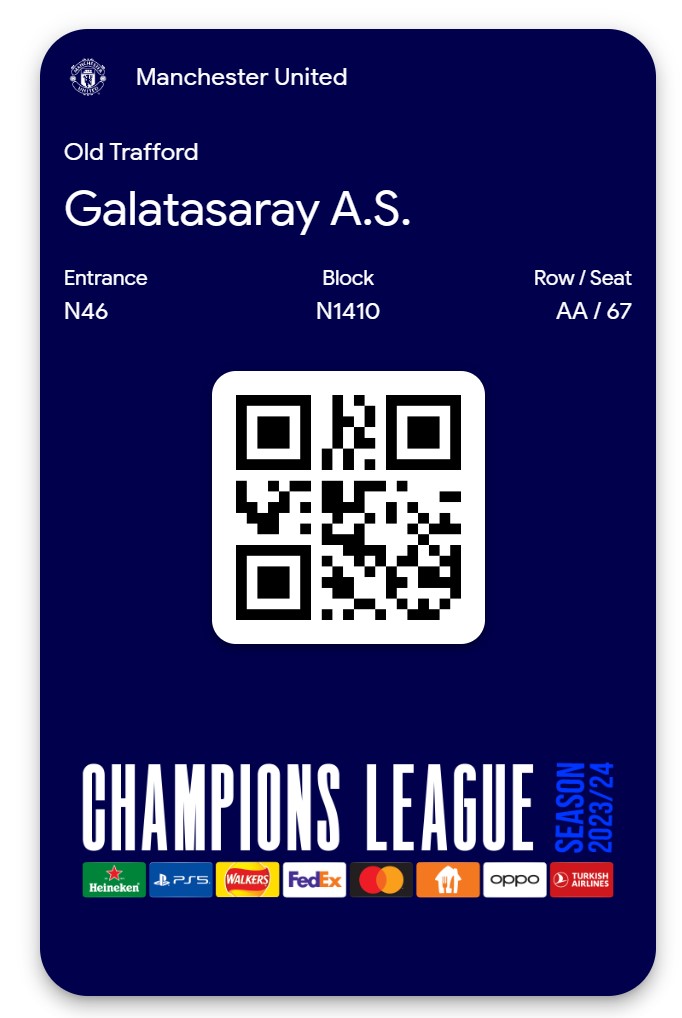 Manchester United
Old Trafford
Galatasaray A.S.
Entrance Block Row / Seat
N46 N1410 AA / 67
CHAMPIONS LEAGUE SEASON 2023/24
Heineken PS5 WALKERS FedEx oppo TURKISH AIRLINES